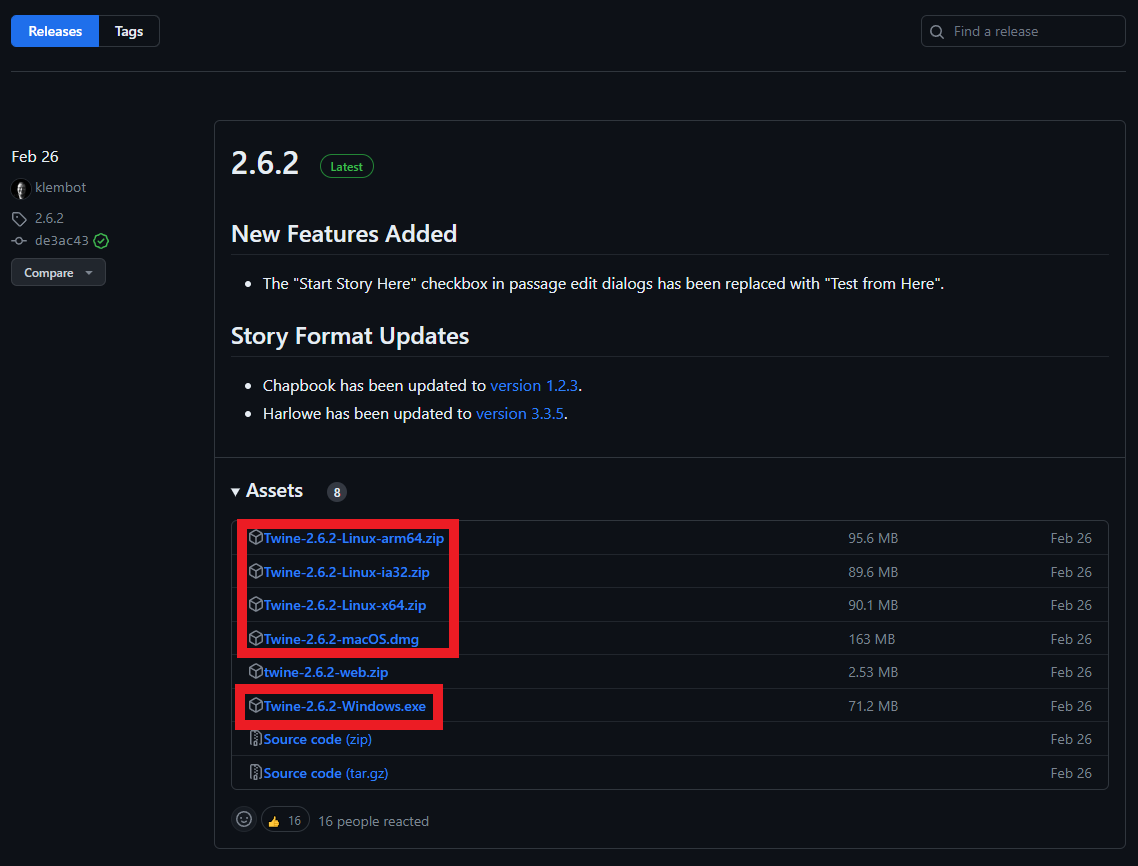 Releases Tags Find a release
Feb 26
klembot
2.6.2
de3ac43
Compare
2.6.2 Latest
New Features Added
The "Start Story Here" checkbox in passage edit dialogs has been replaced with "Test from Here".
Story Format Updates
Chapbook has been updated to version 1.2.3.
Harlowe has been updated to version 3.3.5.
Assets 8
Twine-2.6.2-Linux-arm64.zip 95.6 MB Feb 26
Twine-2.6.2-Linux-ia32.zip 89.6 MB Feb 26
Twine-2.6.2-Linux-x64.zip 90.1 MB Feb 26
Twine-2.6.2-macOS.dmg 163 MB Feb 26
twine-2.6.2-web.zip 2.53 MB Feb 26
Twine-2.6.2-Windows.exe 71.2 MB Feb 26
Source code (zip) Feb 26
Source code (tar.gz) Feb 26
👍 16 16 people reacted